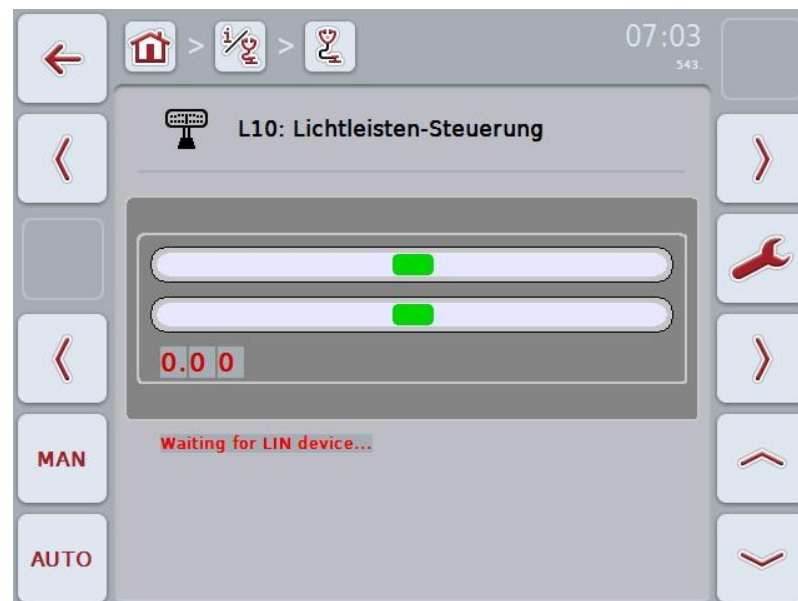 07:03
543.
L10: Lichtleisten-Steuerung
0.0 0
Waiting for LIN device...
MAN
AUTO